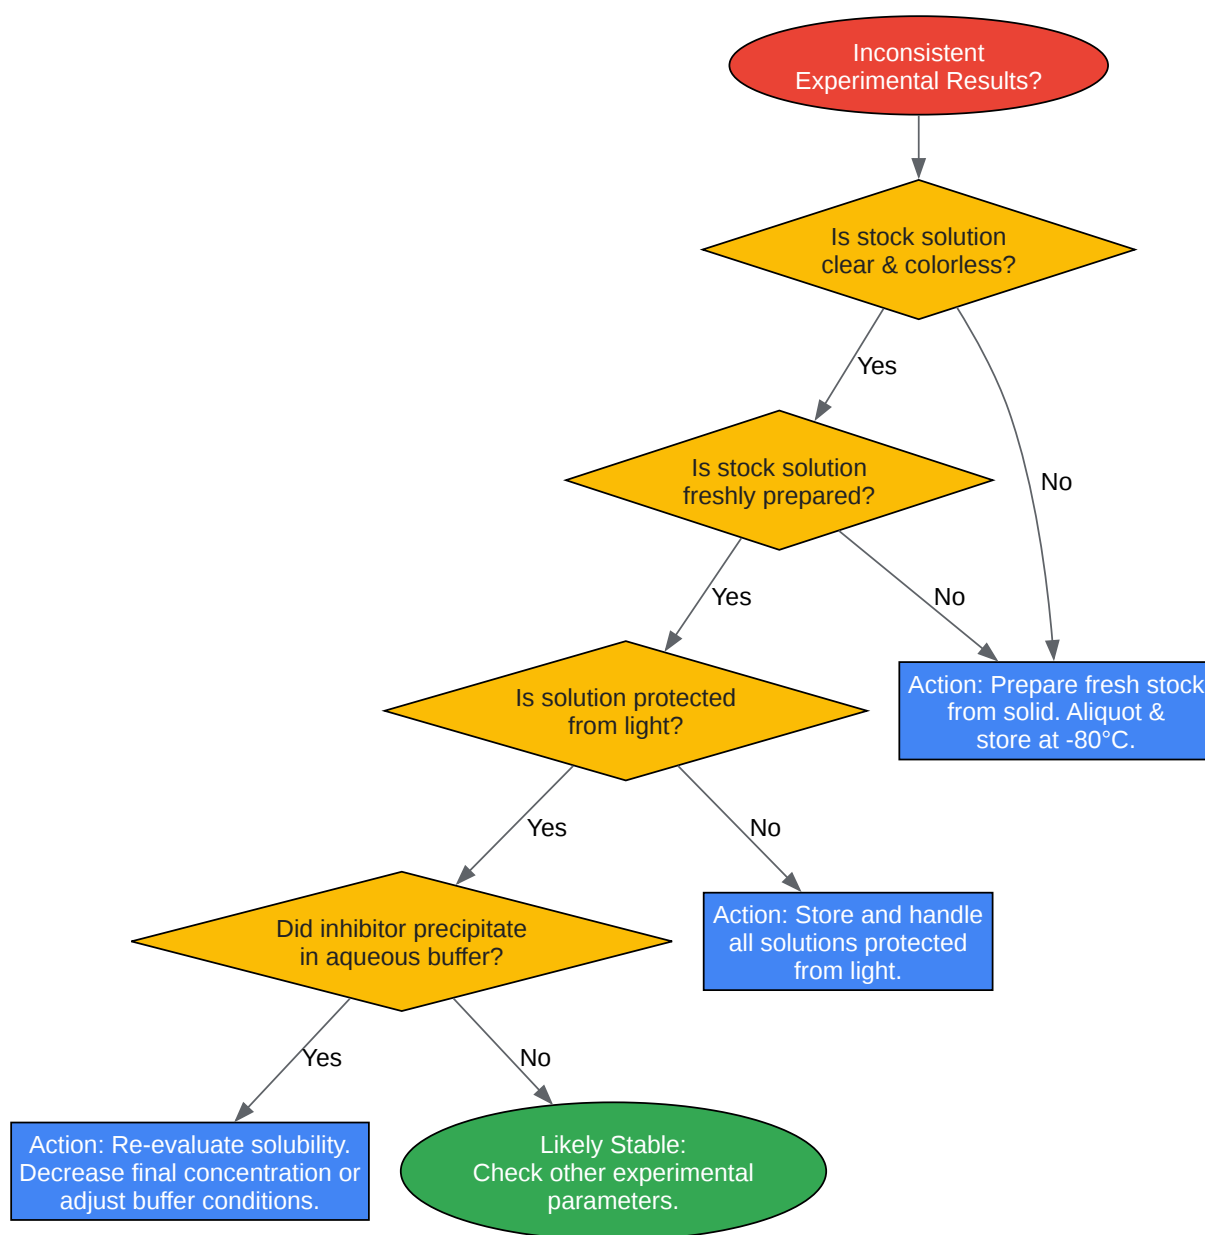 Inconsistent
Experimental Results?
Is stock solution
clear & colorless?
Yes
No
Is stock solution
freshly prepared?
Yes
No
Is solution protected
from light?
Action: Prepare fresh stock
from solid. Aliquot &
store at -80°C.
Yes
No
Did inhibitor precipitate
in aqueous buffer?
Action: Store and handle
all solutions protected
from light.
Yes
No
Action: Re-evaluate solubility.
Decrease final concentration or
adjust buffer conditions.
Likely Stable:
Check other experimental
parameters.